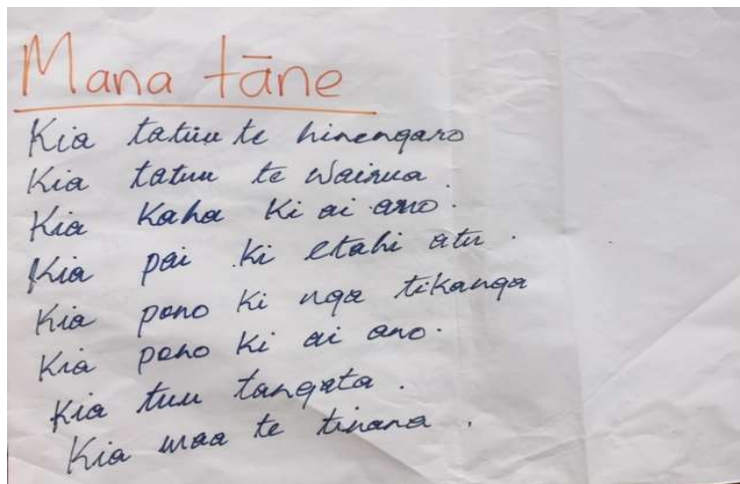 Mana tāne
Kia tatuu te hinengaro
Kia tatuu te wairua.
Kia Kaha Ki ai ano.
Kia pai ki etahi atu.
Kia pono ki nga tikanga
Kia pono ki ai ano.
Kia tuu tangata.
Kia maa te tinana.